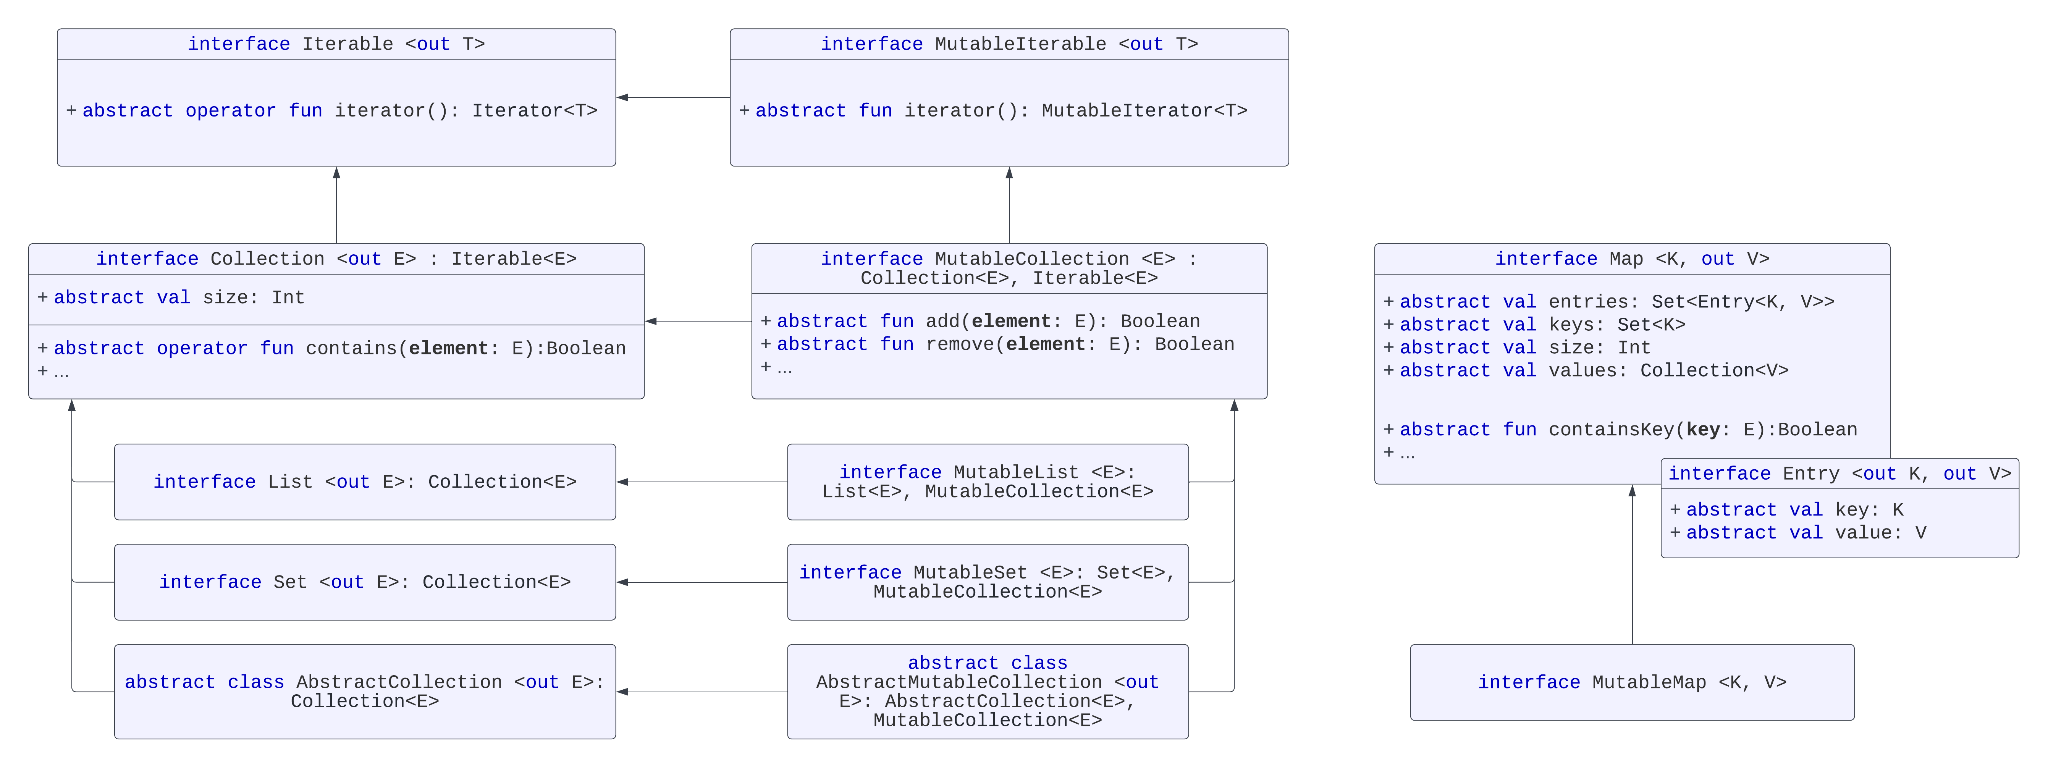 interface Iterable <out T>
+ abstract operator fun iterator(): Iterator<T>
interface MutableIterable <out T>
+ abstract fun iterator(): MutableIterator<T>
interface Collection <out E> : Iterable<E>
+ abstract val size: Int
+ abstract operator fun contains(element: E):Boolean
+ ...
interface MutableCollection <E> :
Collection<E>, Iterable<E>
+ abstract fun add(element: E): Boolean
+ abstract fun remove(element: E): Boolean
+ ...
interface Map <K, out V>
+ abstract val entries: Set<Entry<K, V>>
+ abstract val keys: Set<K>
+ abstract val size: Int
+ abstract val values: Collection<V>
+ abstract fun containsKey(key: E):Boolean
+ ...
interface Entry <out K, out V>
+ abstract val key: K
+ abstract val value: V
interface List <out E>: Collection<E>
interface MutableList <E>:
List<E>, MutableCollection<E>
interface Set <out E>: Collection<E>
interface MutableSet <E>: Set<E>,
MutableCollection<E>
abstract class AbstractCollection <out E>:
Collection<E>
abstract class
AbstractMutableCollection <out
E>: AbstractCollection<E>,
MutableCollection<E>
interface MutableMap <K, V>